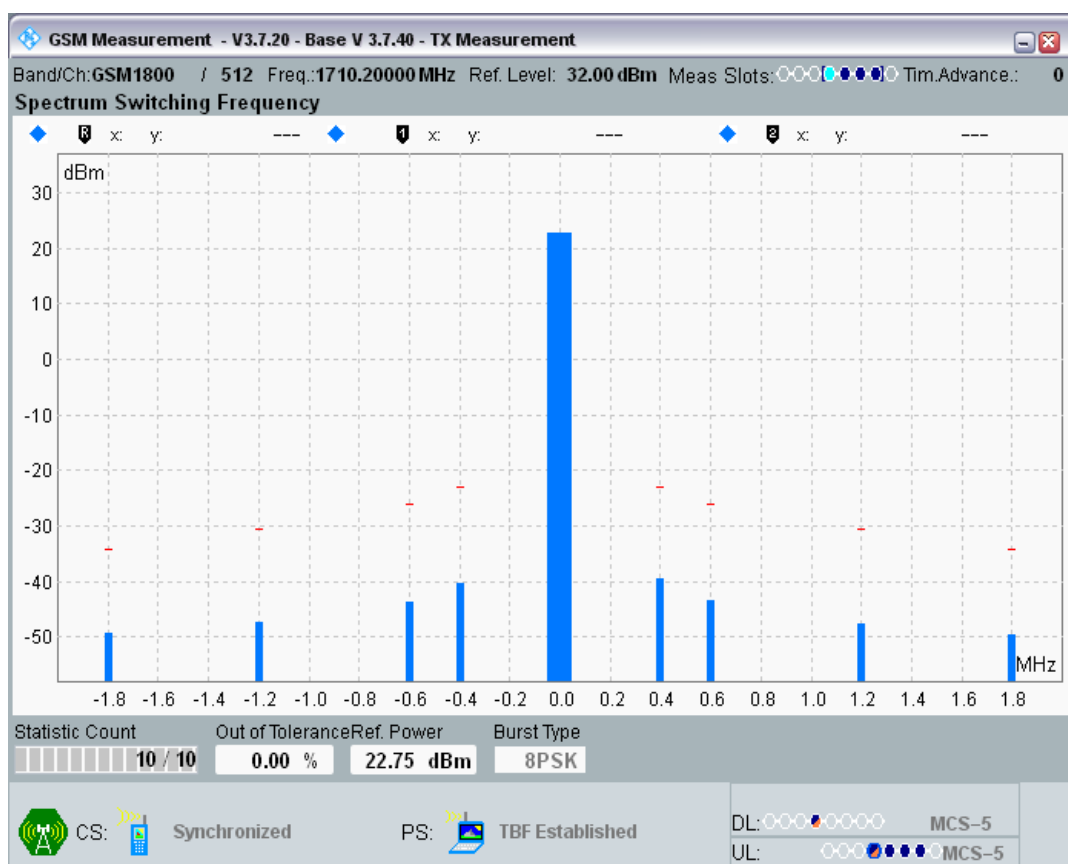 GSM Measurement - V3.7.20 - Base V 3.7.40 - TX Measurement
Band/Ch:GSM1800 / 512 Freq.:1710.20000 MHz Ref. Level: 32.00 dBm Meas Slots: Tim.Advance.: 0
Spectrum Switching Frequency
R x: y: --- 1 x: y: --- 2 x: y: ---
dBm
30
20
10
0
-10
-20
-30
-40
-50
MHz
-1.8 -1.6 -1.4 -1.2 -1.0 -0.8 -0.6 -0.4 -0.2 0.0 0.2 0.4 0.6 0.8 1.0 1.2 1.4 1.6 1.8
Statistic Count Out of Tolerance Ref. Power Burst Type
10 / 10 0.00 % 22.75 dBm 8PSK
CS: Synchronized PS: TBF Established
DL: MCS-5
UL: MCS-5